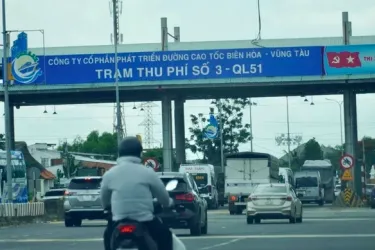 CÔNG TY CỔ PHẦN PHÁT TRIỂN ĐƯỜNG CAO TỐC BIÊN HÒA - VŨNG TÀU
TRẠM THU PHÍ SỐ 3 - QL51
THI